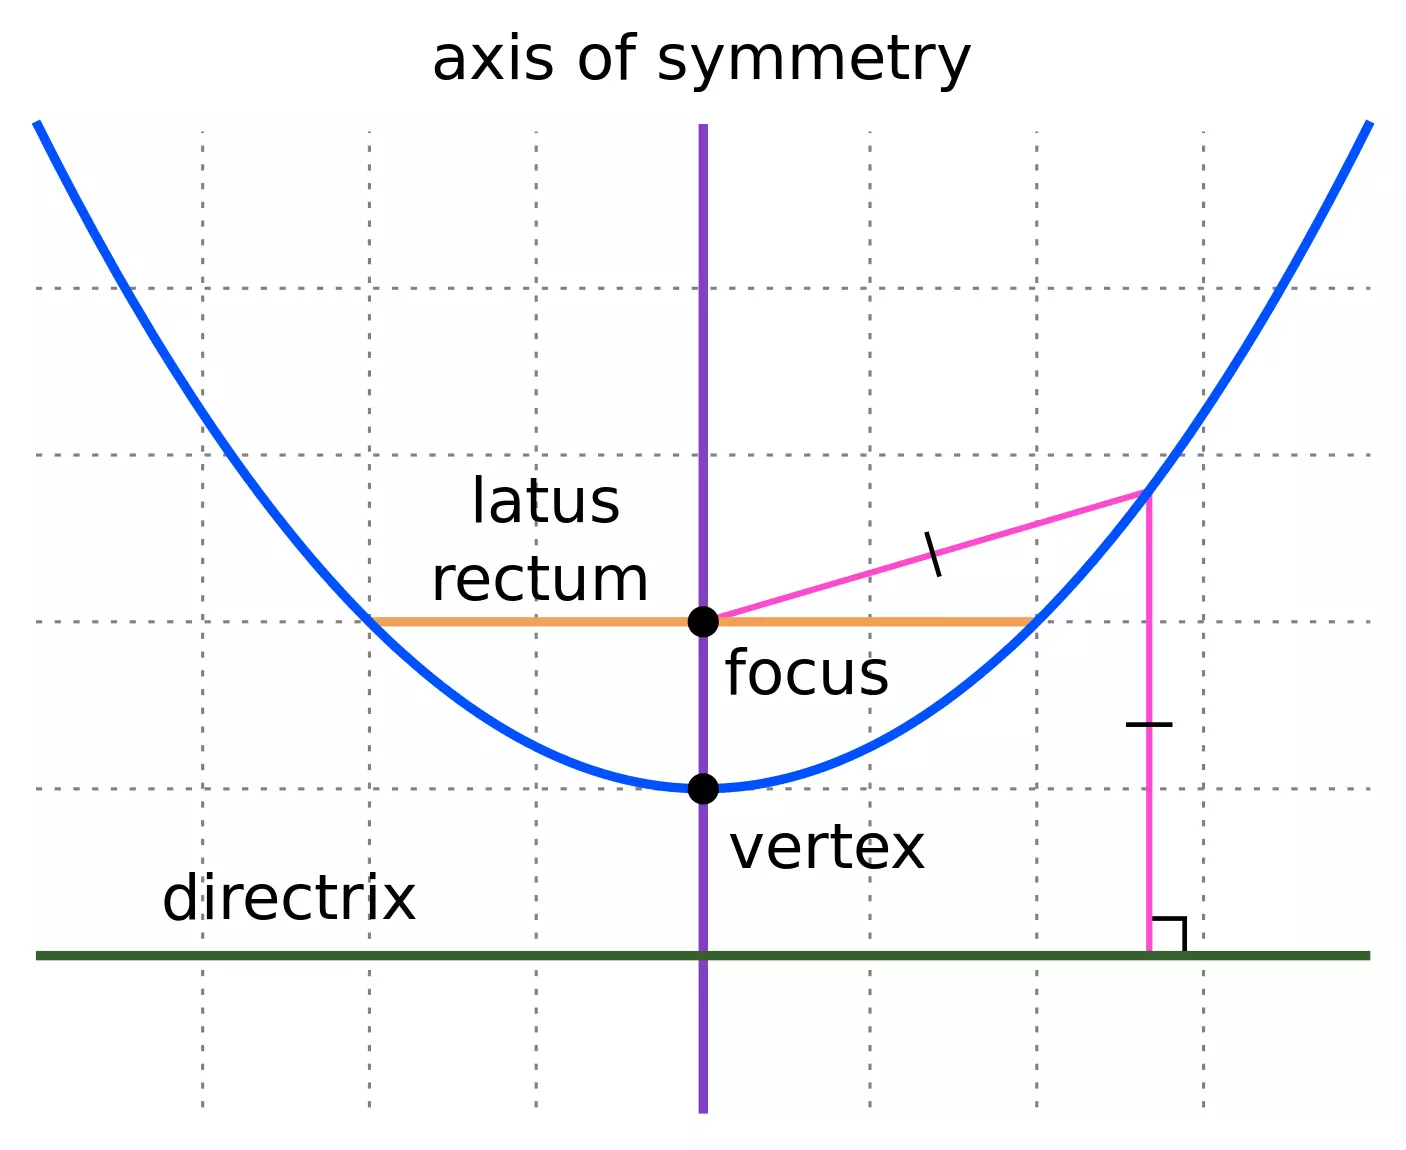 axis of symmetry
latus
rectum
focus
vertex
directrix